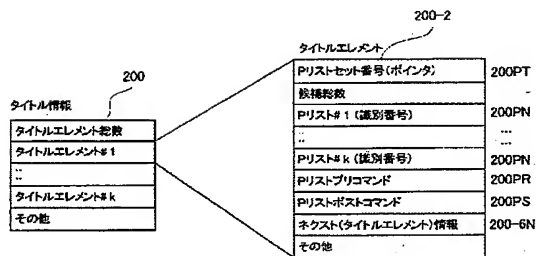 200-2
タイトルエレメント
200
タイトル情報
Pリストセット番号(ポインタ) 200PT
候補総数 -
Pリスト#1(識別番号) 200PN
:: …
Pリスト#k(識別番号) 200PN
Pリストプリコマンド 200PR
Pリストポストコマンド 200PS
ネクスト(タイトルエレメント)情報 200-6N
その他
タイトルエレメント総数
タイトルエレメント#1
::
タイトルエレメント#k
その他